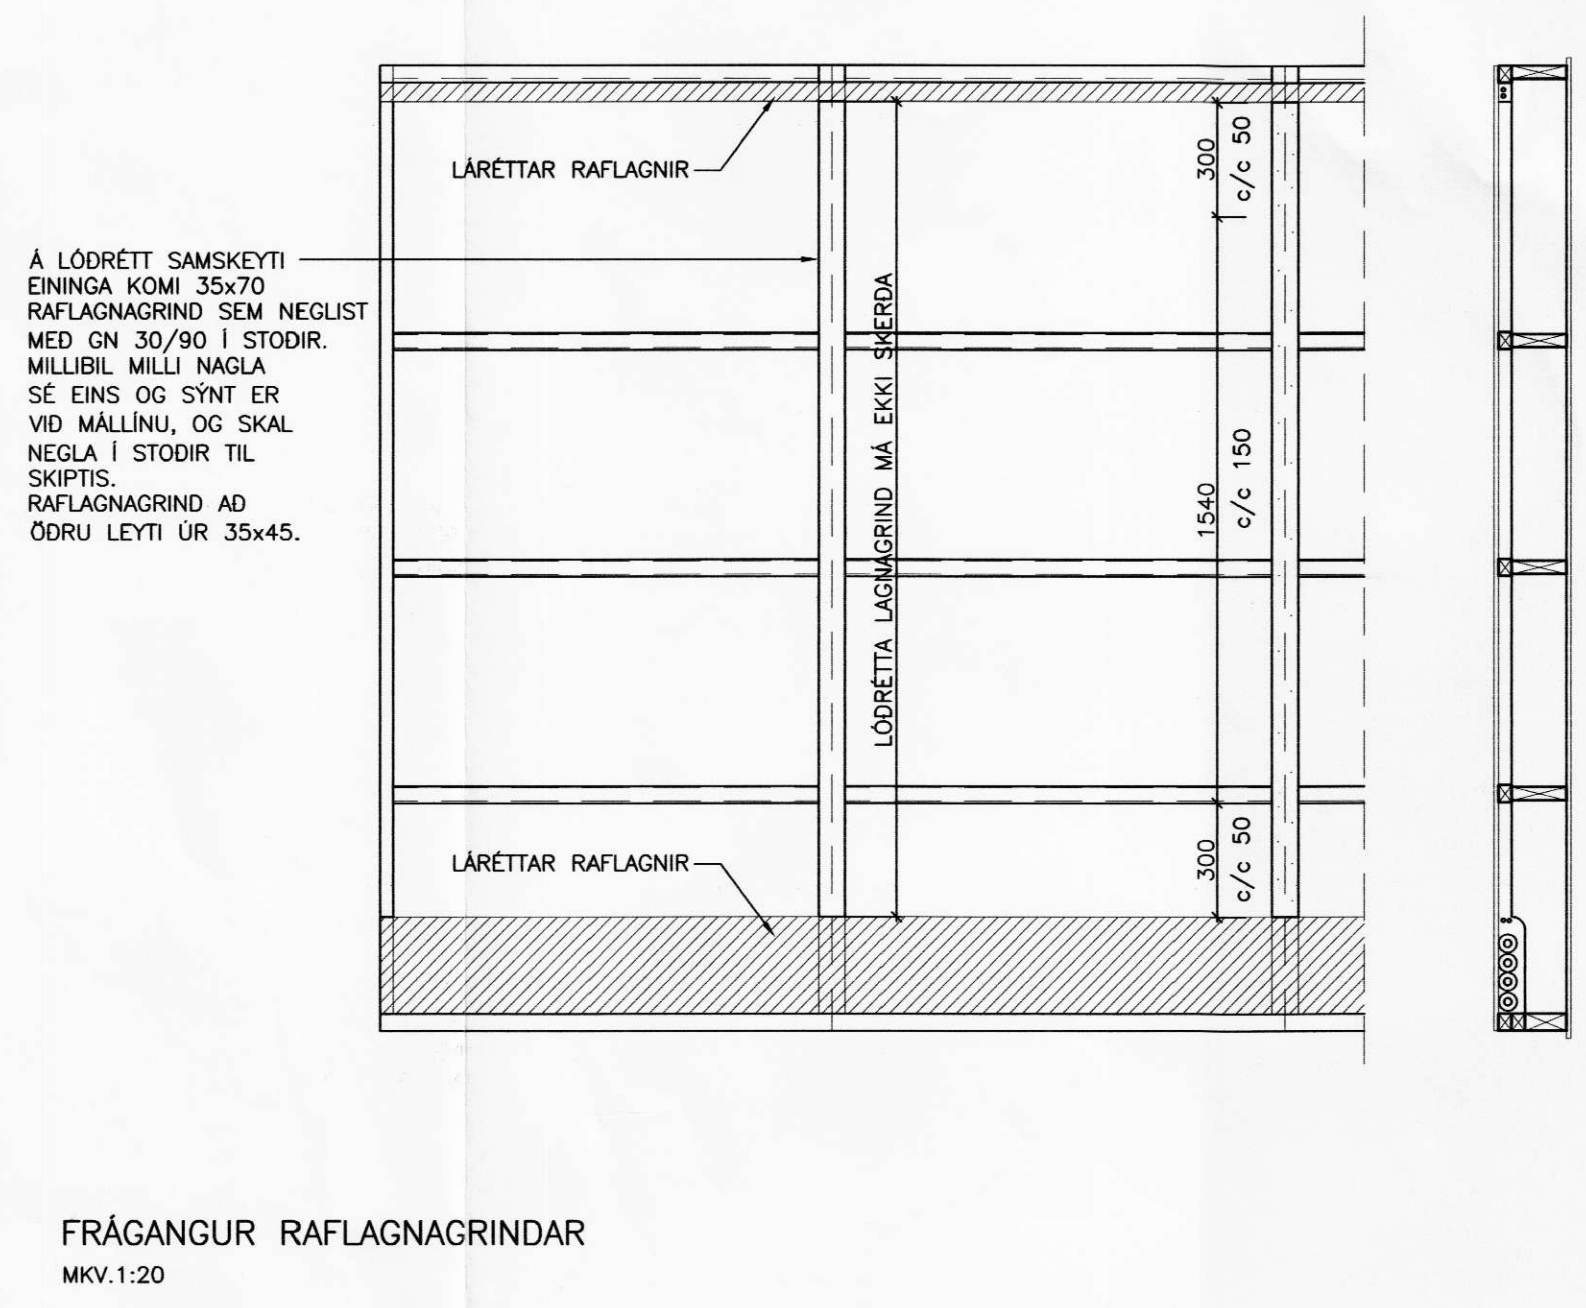 LÁRÉTTAR RAFLAGNIR
Á LÓÐRÉTT SAMSKEYTI
EININGA KOMI 35x70
RAFLAGNAGRIND SEM NEGLIST
MEÐ GN 30/90 Í STOÐIR.
MILLIBIL MILLI NAGLA
SÉ EINS OG SÝNT ER
VIÐ MÁLLÍNU, OG SKAL
NEGLA Í STOÐIR TIL
SKIPTIS.
RAFLAGNAGRIND AÐ
ÖÐRU LEYTI ÚR 35x45.
LÓÐRÉTTA LAGNAGRIND MÁ EKKI SKERÐA
300
c/c 50
1540
c/c 150
300
c/c 50
LÁRÉTTAR RAFLAGNIR
FRÁGANGUR RAFLAGNAGRINDAR
MKV.1:20